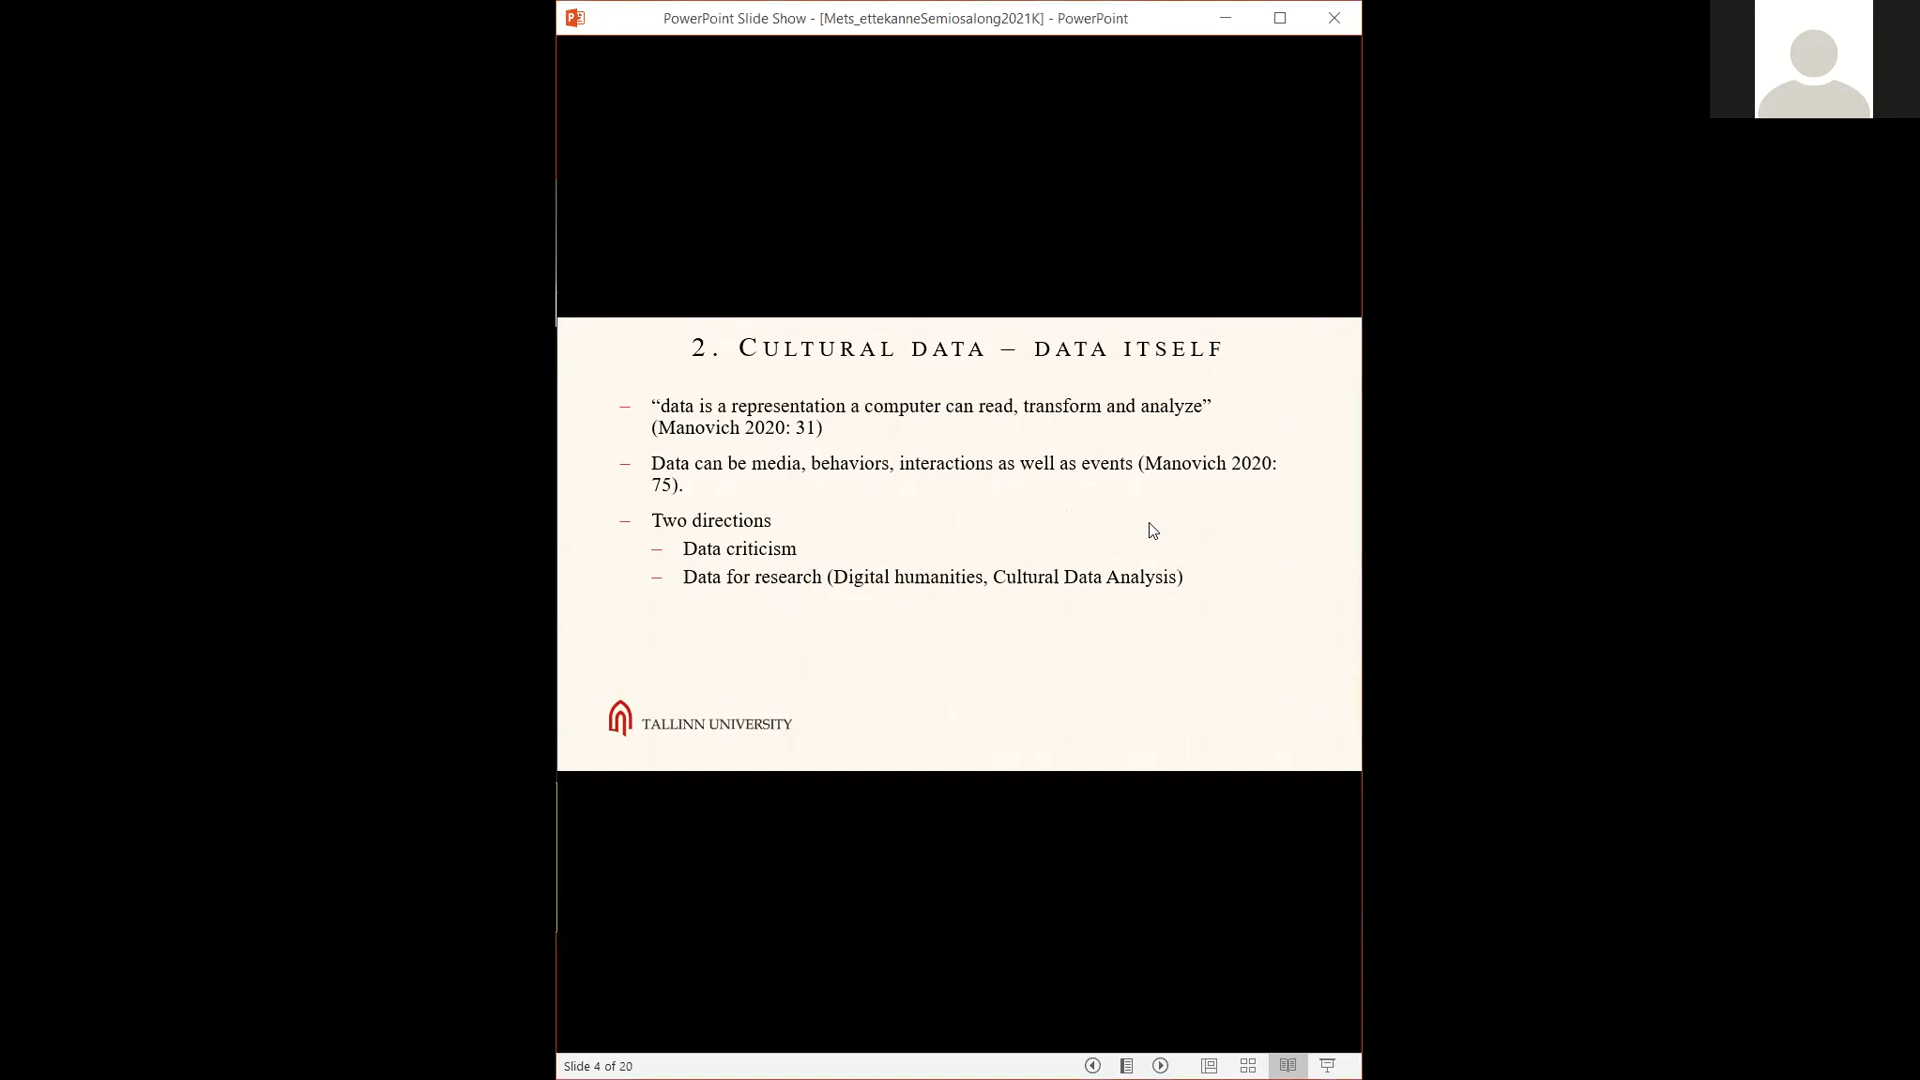 PowerPoint Slide Show - [Mets_ettekanneSemiosalong2021K] - PowerPoint
2. CULTURAL DATA – DATA ITSELF
– “data is a representation a computer can read, transform and analyze”
(Manovich 2020: 31)
– Data can be media, behaviors, interactions as well as events (Manovich 2020:
75).
– Two directions
– Data criticism
– Data for research (Digital humanities, Cultural Data Analysis)
TALLINN UNIVERSITY
Slide 4 of 20